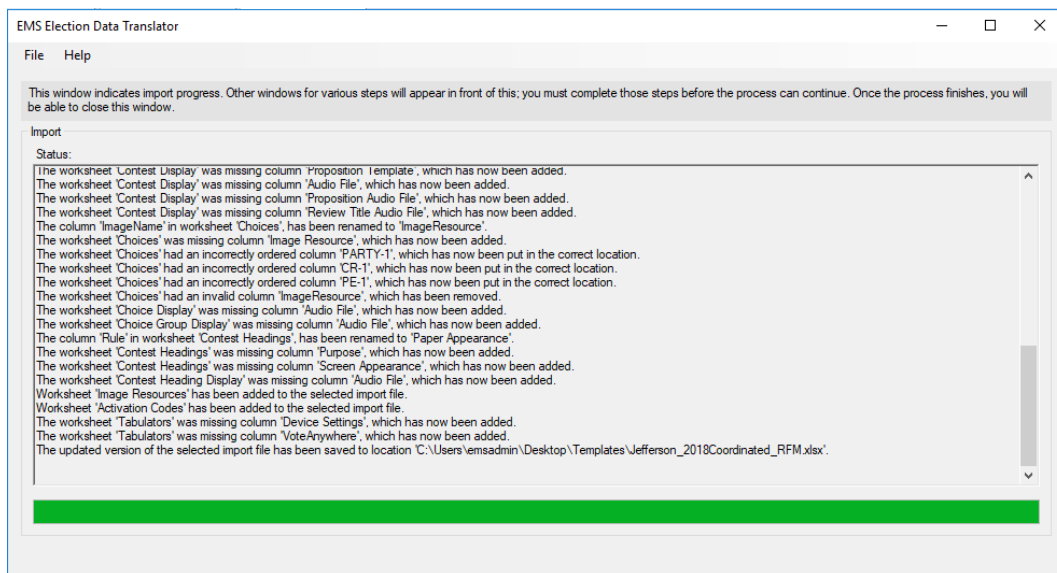 EMS Election Data Translator
File Help
This window indicates import progress. Other windows for various steps will appear in front of this; you must complete those steps before the process can continue. Once the process finishes, you will
be able to close this window.
Import
Status:
The worksheet 'Contest Display' was missing column 'Proposition Template', which has now been added.
The worksheet 'Contest Display' was missing column 'Audio File', which has now been added.
The worksheet 'Contest Display' was missing column 'Proposition Audio File', which has now been added.
The worksheet 'Contest Display' was missing column 'Review Title Audio File', which has now been added.
The column 'ImageName' in worksheet 'Choices', has been renamed to 'ImageResource'.
The worksheet 'Choices' was missing column 'Image Resource', which has now been added.
The worksheet 'Choices' had an incorrectly ordered column 'PARTY-1', which has now been put in the correct location.
The worksheet 'Choices' had an incorrectly ordered column 'CR-1', which has now been put in the correct location.
The worksheet 'Choices' had an incorrectly ordered column 'PE-1', which has now been put in the correct location.
The worksheet 'Choices' had an invalid column 'ImageResource', which has been removed.
The worksheet 'Choice Display' was missing column 'Audio File', which has now been added.
The worksheet 'Choice Group Display' was missing column 'Audio File', which has now been added.
The column 'Rule' in worksheet 'Contest Headings', has been renamed to 'Paper Appearance'.
The worksheet 'Contest Headings' was missing column 'Purpose', which has now been added.
The worksheet 'Contest Headings' was missing column 'Screen Appearance', which has now been added.
The worksheet 'Contest Heading Display' was missing column 'Audio File', which has now been added.
Worksheet 'Image Resources' has been added to the selected import file.
Worksheet 'Activation Codes' has been added to the selected import file.
The worksheet 'Tabulators' was missing column 'Device Settings', which has now been added.
The worksheet 'Tabulators' was missing column 'VoteAnywhere', which has now been added.
The updated version of the selected import file has been saved to location 'C:\Users\emsadmin\Desktop\Templates\Jefferson_2018Coordinated_RFM.xlsx'.